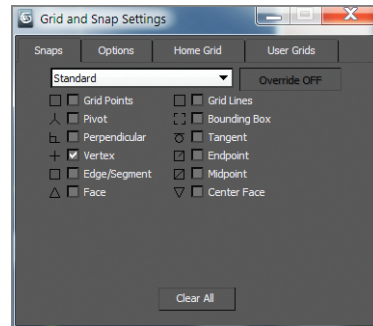 Grid and Snap Settings
Snaps Options Home Grid User Grids
Standard Override OFF
Grid Points Grid Lines
Pivot Bounding Box
Perpendicular Tangent
Vertex Endpoint
Edge/Segment Midpoint
Face Center Face
Clear All